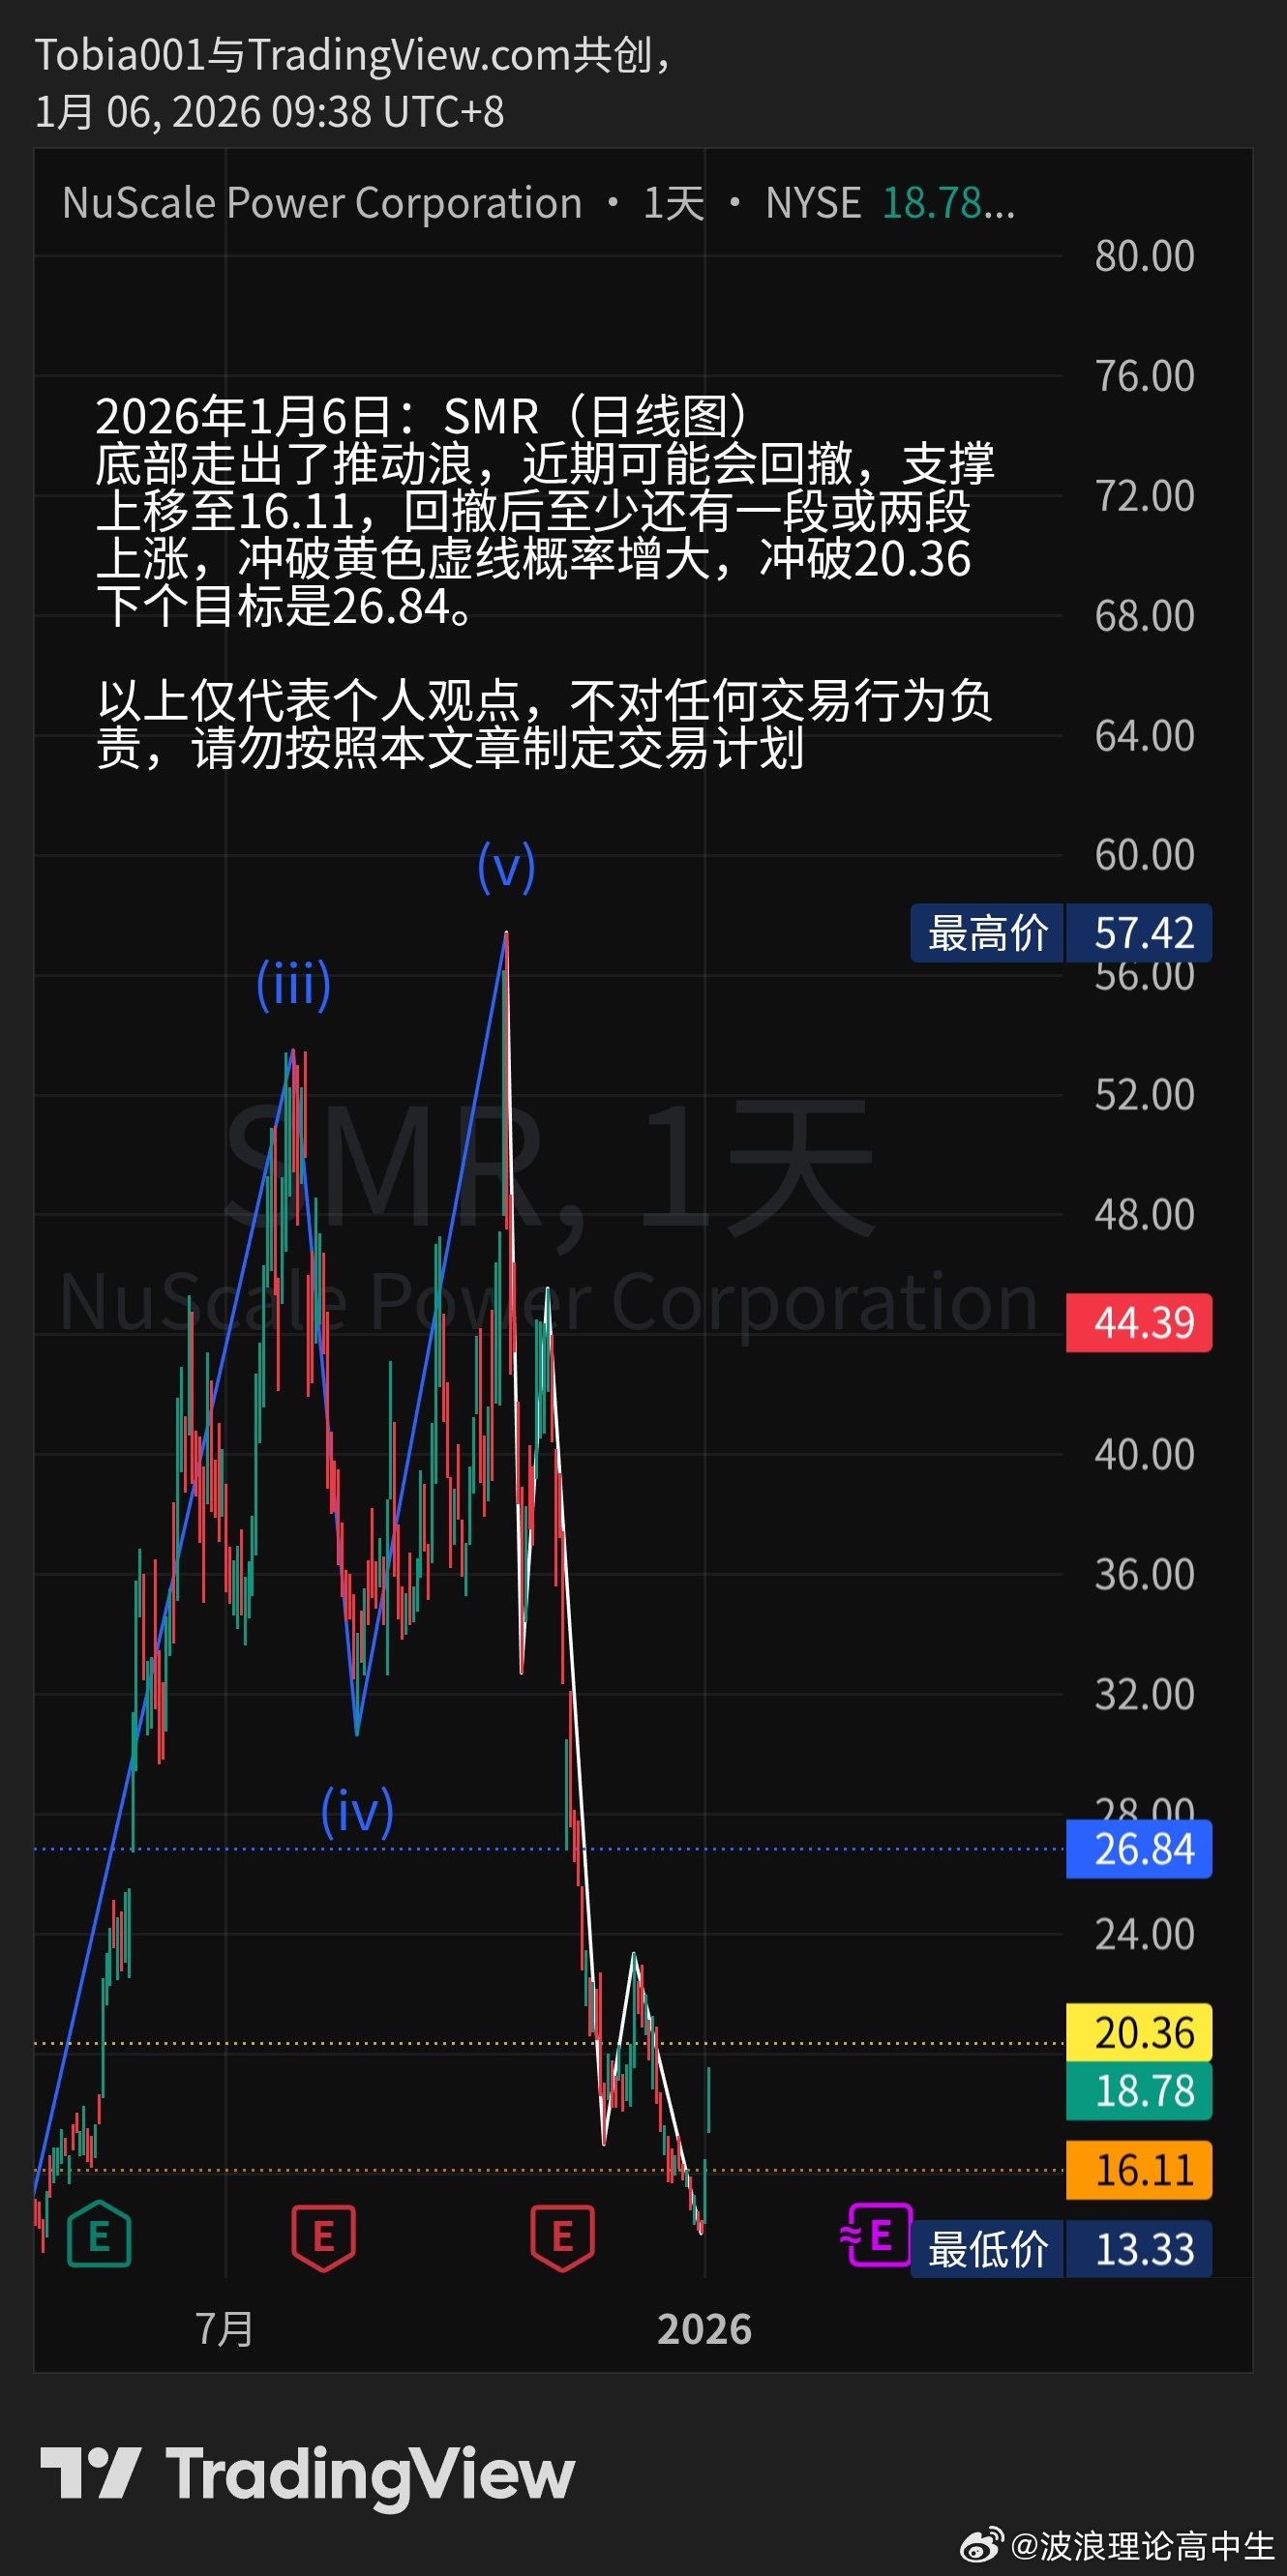 Tobia001与TradingView.com共创，
1月 06, 2026 09:38 UTC+8
NuScale Power Corporation · 1天 · NYSE 18.78...
80.00
76.00
2026年1月6日：SMR（日线图）
底部走出了推动浪，近期可能会回撤，支撑
72.00
上移至16.11，回撤后至少还有一段或两段
上涨，冲破黄色虚线概率增大，冲破20.36
下个目标是26.84。
68.00
以上仅代表个人观点，不对任何交易行为负
64.00
责，请勿按照本文章制定交易计划
60.00
(v)
最高价 57.42
56.00
(iii)
52.00
SMR, 1天
48.00
NuScale Power Corporation
44.39
40.00
36.00
32.00
(iv)
28.00
26.84
24.00
20.36
18.78
16.11
E E E ≈E
最低价 13.33
7月 2026
TradingView
@波浪理论高中生